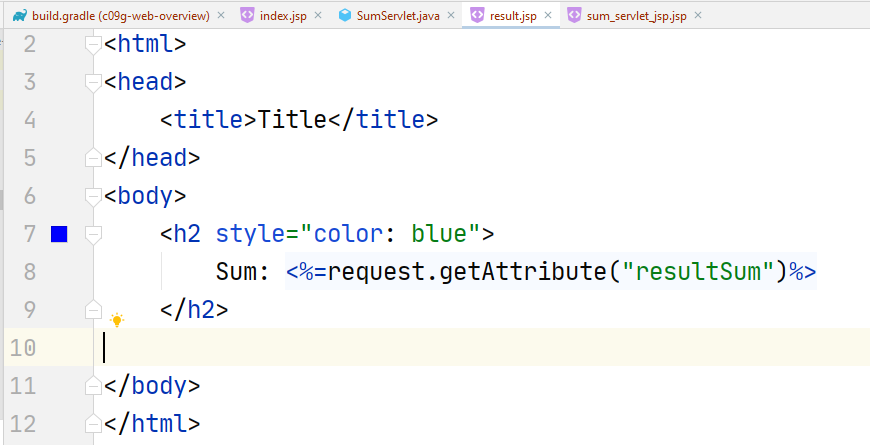 build.gradle (c09g-web-overview) × index.jsp × SumServlet.java × result.jsp × sum_servlet_jsp.jsp ×
2 <html>
3 <head>
4 <title>Title</title>
5 </head>
6 <body>
7 <h2 style="color: blue">
8 Sum: <%=request.getAttribute("resultSum")%>
9 </h2>
10
11 </body>
12 </html>